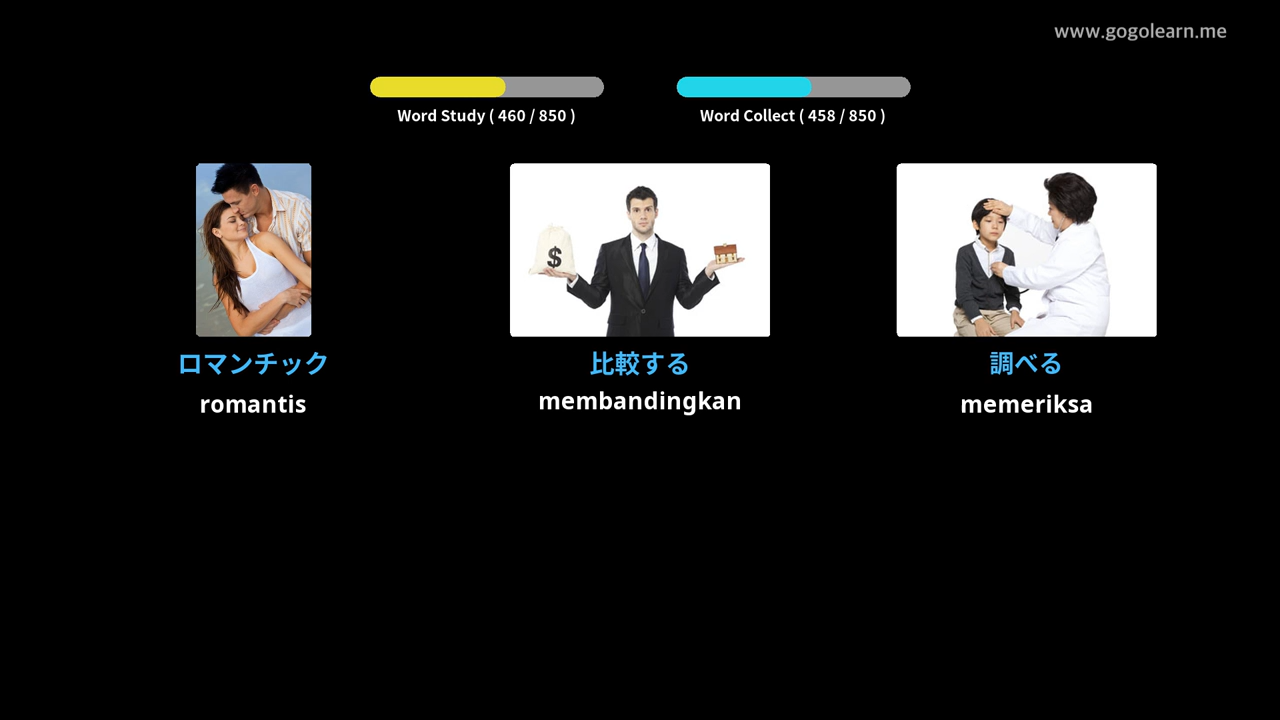 www.gogolearn.me
Word Study ( 460 / 850 )
Word Collect ( 458 / 850 )
$
ロマンチック
romantis
比較する
membandingkan
調べる
memeriksa